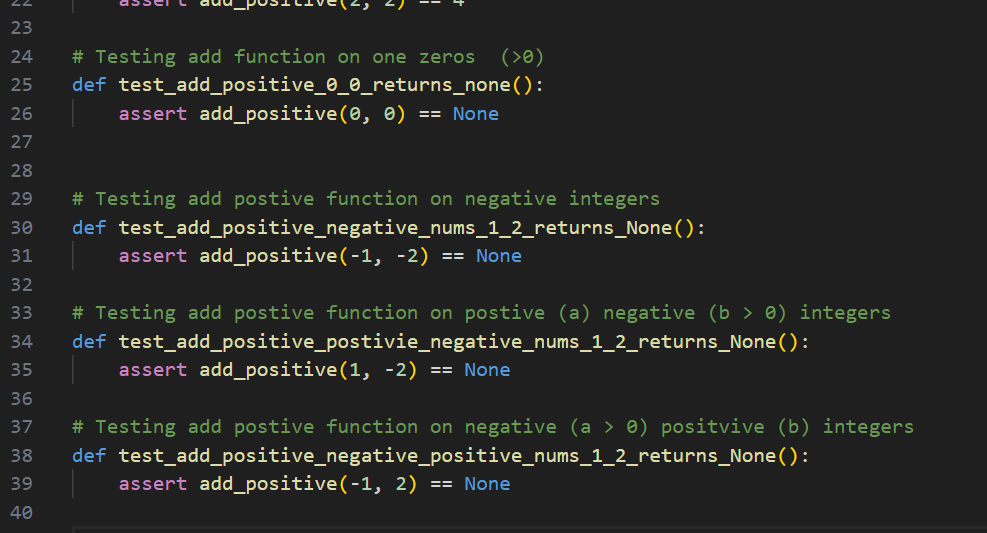 22 assert add_positive(2, 2) == 4
23
24 # Testing add function on one zeros  (>0)
25 def test_add_positive_0_0_returns_none():
26 assert add_positive(0, 0) == None
27
28
29 # Testing add postive function on negative integers
30 def test_add_positive_negative_nums_1_2_returns_None():
31 assert add_positive(-1, -2) == None
32
33 # Testing add postive function on postive (a) negative (b > 0) integers
34 def test_add_positive_postivie_negative_nums_1_2_returns_None():
35 assert add_positive(1, -2) == None
36
37 # Testing add postive function on negative (a > 0) positvive (b) integers
38 def test_add_positive_negative_positive_nums_1_2_returns_None():
39 assert add_positive(-1, 2) == None
40